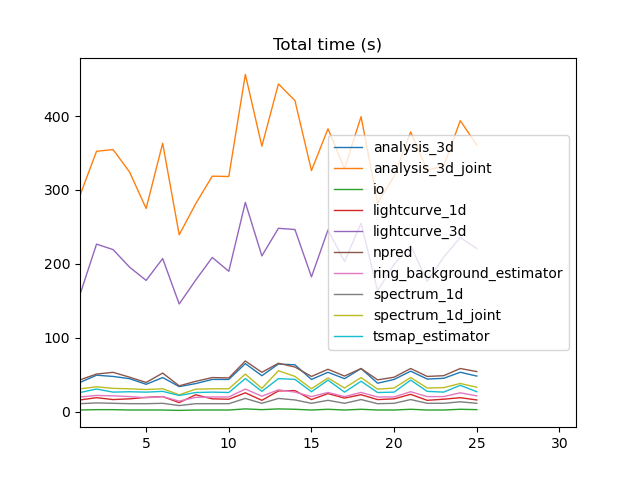 Total time (s)
400
300
200
100
0
analysis_3d
analysis_3d_joint
io
lightcurve_1d
lightcurve_3d
npred
ring_background_estimator
spectrum_1d
spectrum_1d_joint
tsmap_estimator
5 10 15 20 25 30